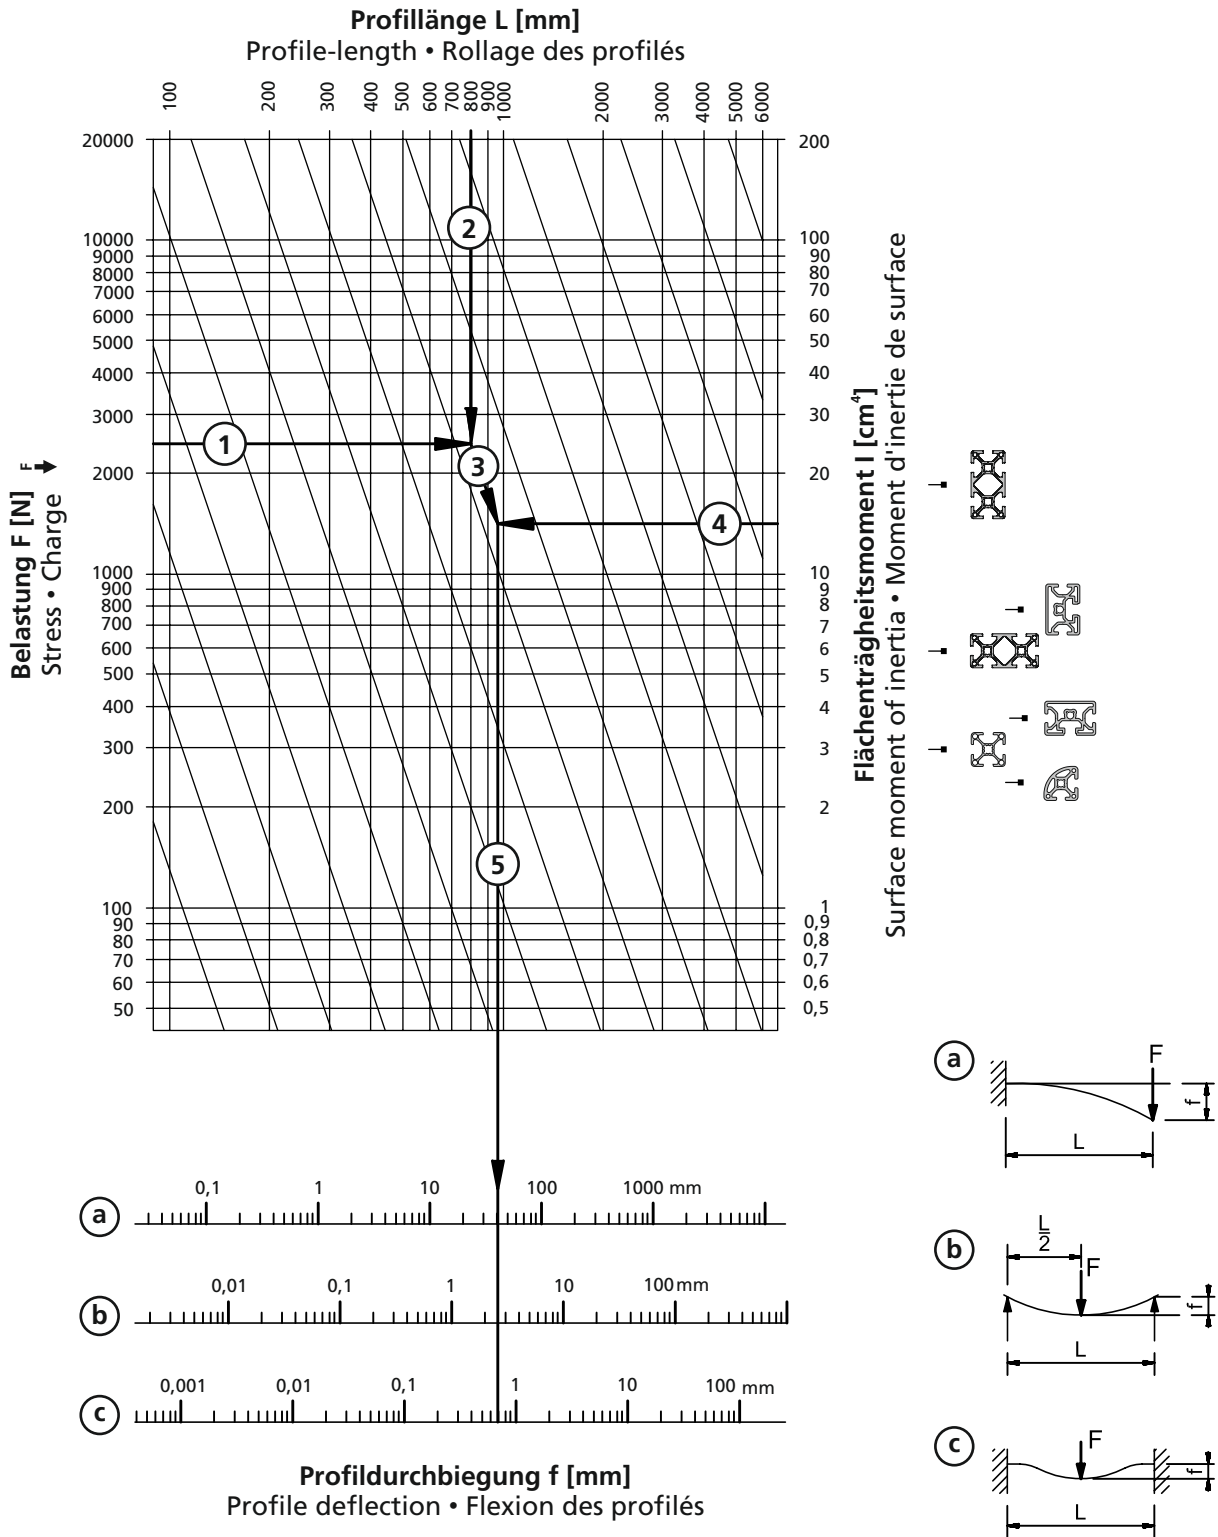 Profillänge L [mm]
Profile-length • Rollage des profilés
100 200 300 400 500 600 700 800 900 1000 2000 3000 4000 5000 6000
20000
10000
9000
8000
7000
6000
5000
4000
3000
2000
1000
900
800
700
600
500
400
300
200
100
90
80
70
60
50
Belastung F [N]
Stress • Charge
F
1
2
3
4
5
200
100
90
80
70
60
50
40
30
20
10
9
8
7
6
5
4
3
2
1
0,9
0,8
0,7
0,6
0,5
Flächenträgheitsmoment I [cm⁴]
Surface moment of inertia • Moment d'inertie de surface
a
F
f
L
b
L
2
F
f
L
c
F
f
L
a
0,1 1 10 100 1000 mm
b
0,01 0,1 1 10 100 mm
c
0,001 0,01 0,1 1 10 100 mm
Profildurchbiegung f [mm]
Profile deflection • Flexion des profilés